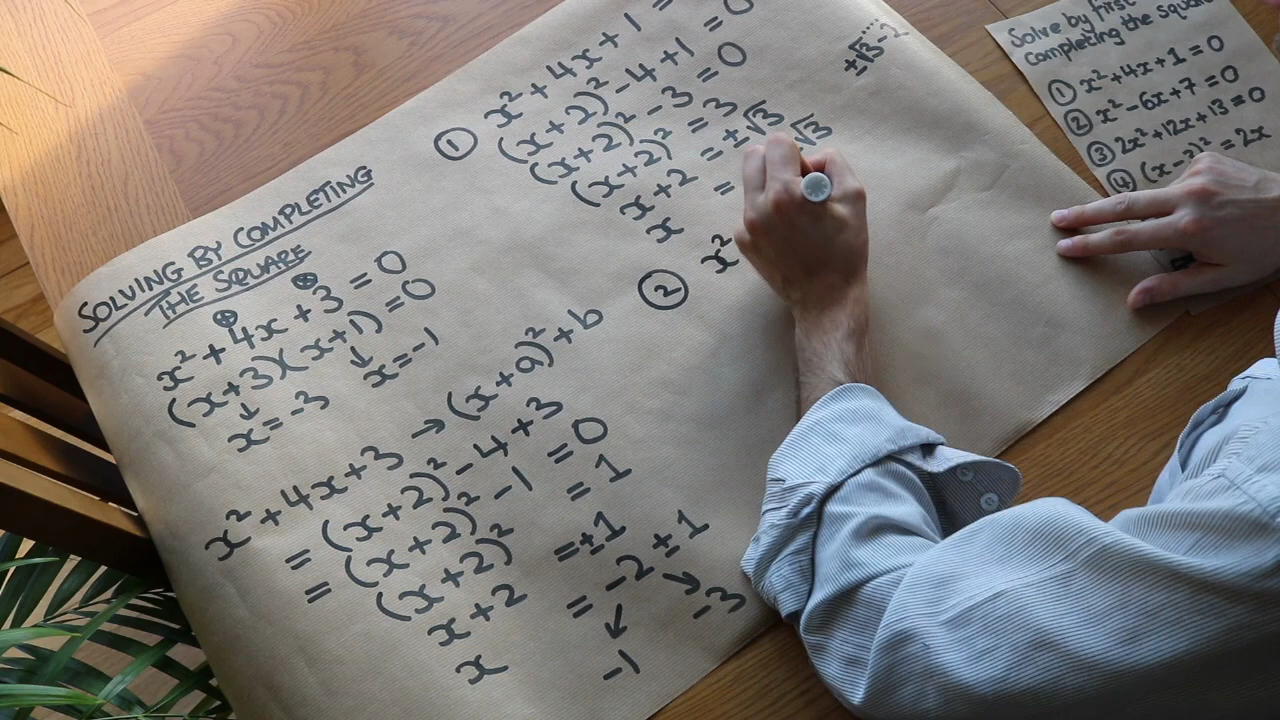 SOLVING BY COMPLETING
THE SQUARE
x² + 4x + 3 = 0
(x+3)(x+1) = 0
↓ ↓
x = -3 x = -1
x² + 4x + 3 → (x+a)² + b
= (x+2)² - 4 + 3
= (x+2)² - 1 = 0
(x+2)² = 1
x + 2 = ±1
x = -2 ± 1
↙ ↘
-1 -3
① x² + 4x + 1 =
(x+2)² - 4 + 1 = 0
(x+2)² - 3 = 0
(x+2)² = 3
x + 2 = ±√3
x = √3
±√3 - 2
② x²
Solve by first
completing the square
① x² + 4x + 1 = 0
② x² - 6x + 7 = 0
③ 2x² + 12x + 13 = 0
④ = 2x